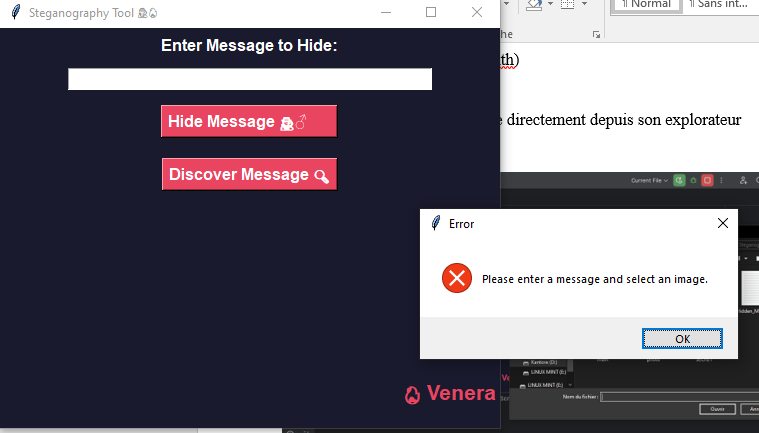 Steganography Tool
Enter Message to Hide:
Hide Message
Discover Message
Venera
¶ Normal
¶ Sans int...
th)
directement depuis son explorateur
Current File
Error
Please enter a message and select an image.
OK
LINUX MINT (E:)
LINUX MINT (E:)
Nom du fichier :
Ouvrir